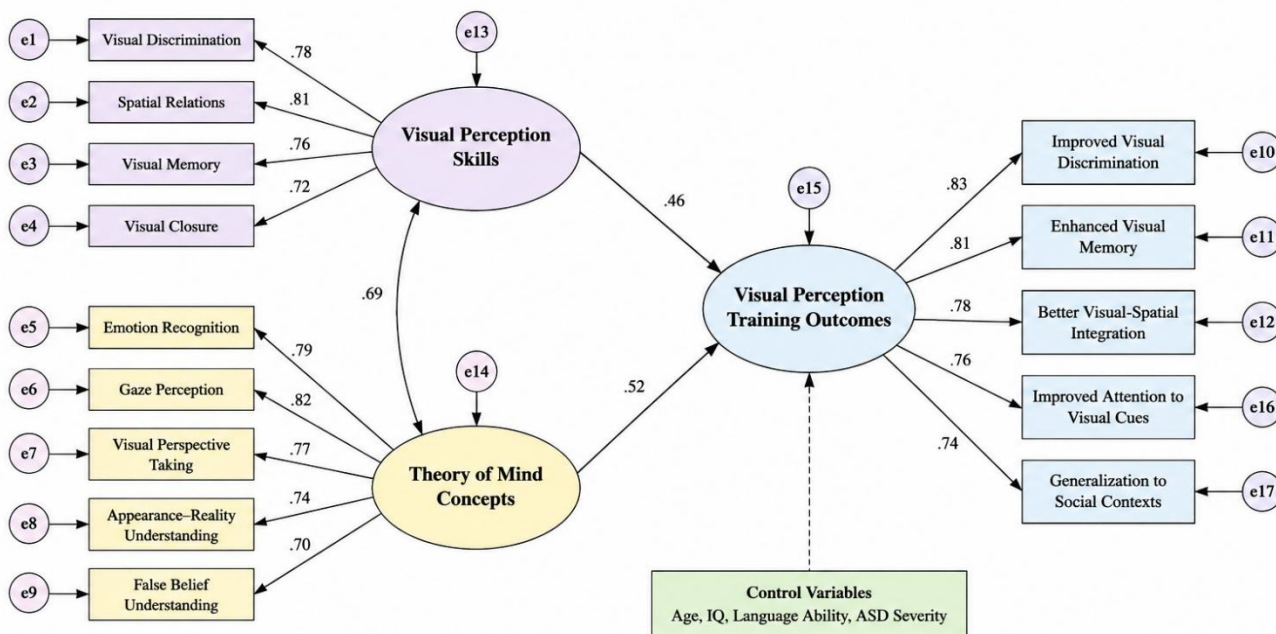 e1
Visual Discrimination
.78
e2
Spatial Relations
.81
e3
Visual Memory
.76
e4
Visual Closure
.72
e13
Visual Perception
Skills
.69
.46
e5
Emotion Recognition
.79
e6
Gaze Perception
.82
e7
Visual Perspective
Taking
.77
e8
Appearance–Reality
Understanding
.74
e9
False Belief
Understanding
.70
e14
Theory of Mind
Concepts
.52
e15
Visual Perception
Training Outcomes
.83
Improved Visual
Discrimination
e10
.81
Enhanced Visual
Memory
e11
.78
Better Visual-Spatial
Integration
e12
.76
Improved Attention to
Visual Cues
e16
.74
Generalization to
Social Contexts
e17
Control Variables
Age, IQ, Language Ability, ASD Severity